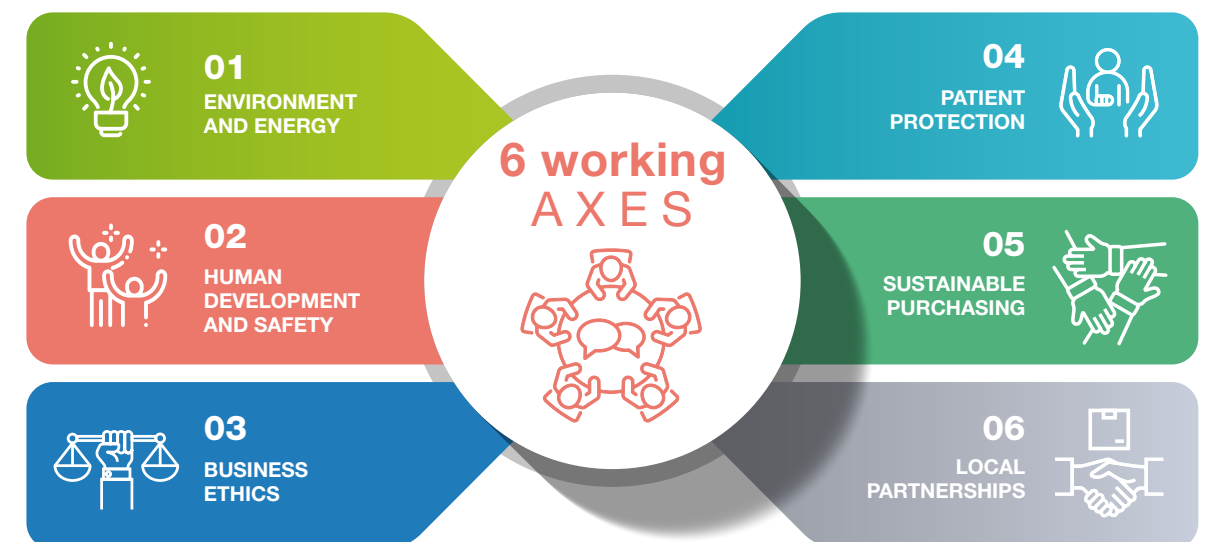 01
ENVIRONMENT
AND ENERGY
02
HUMAN
DEVELOPMENT
AND SAFETY
03
BUSINESS
ETHICS
6 working
AXES
04
PATIENT
PROTECTION
05
SUSTAINABLE
PURCHASING
06
LOCAL
PARTNERSHIPS